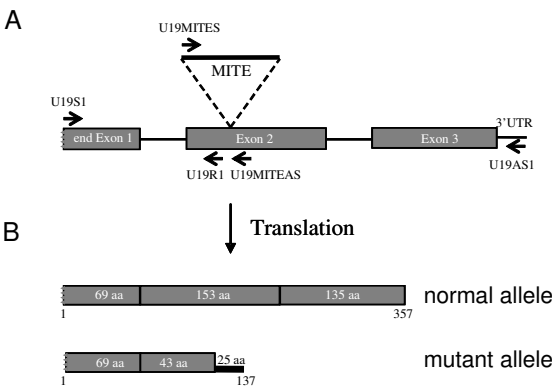 A
U19MITES
MITE
U19S1
3'UTR
end Exon 1
Exon 2
Exon 3
U19R1
U19MITEAS
U19AS1
Translation
B
69 aa
153 aa
135 aa
normal allele
1
357
69 aa
43 aa
25 aa
mutant allele
1
137